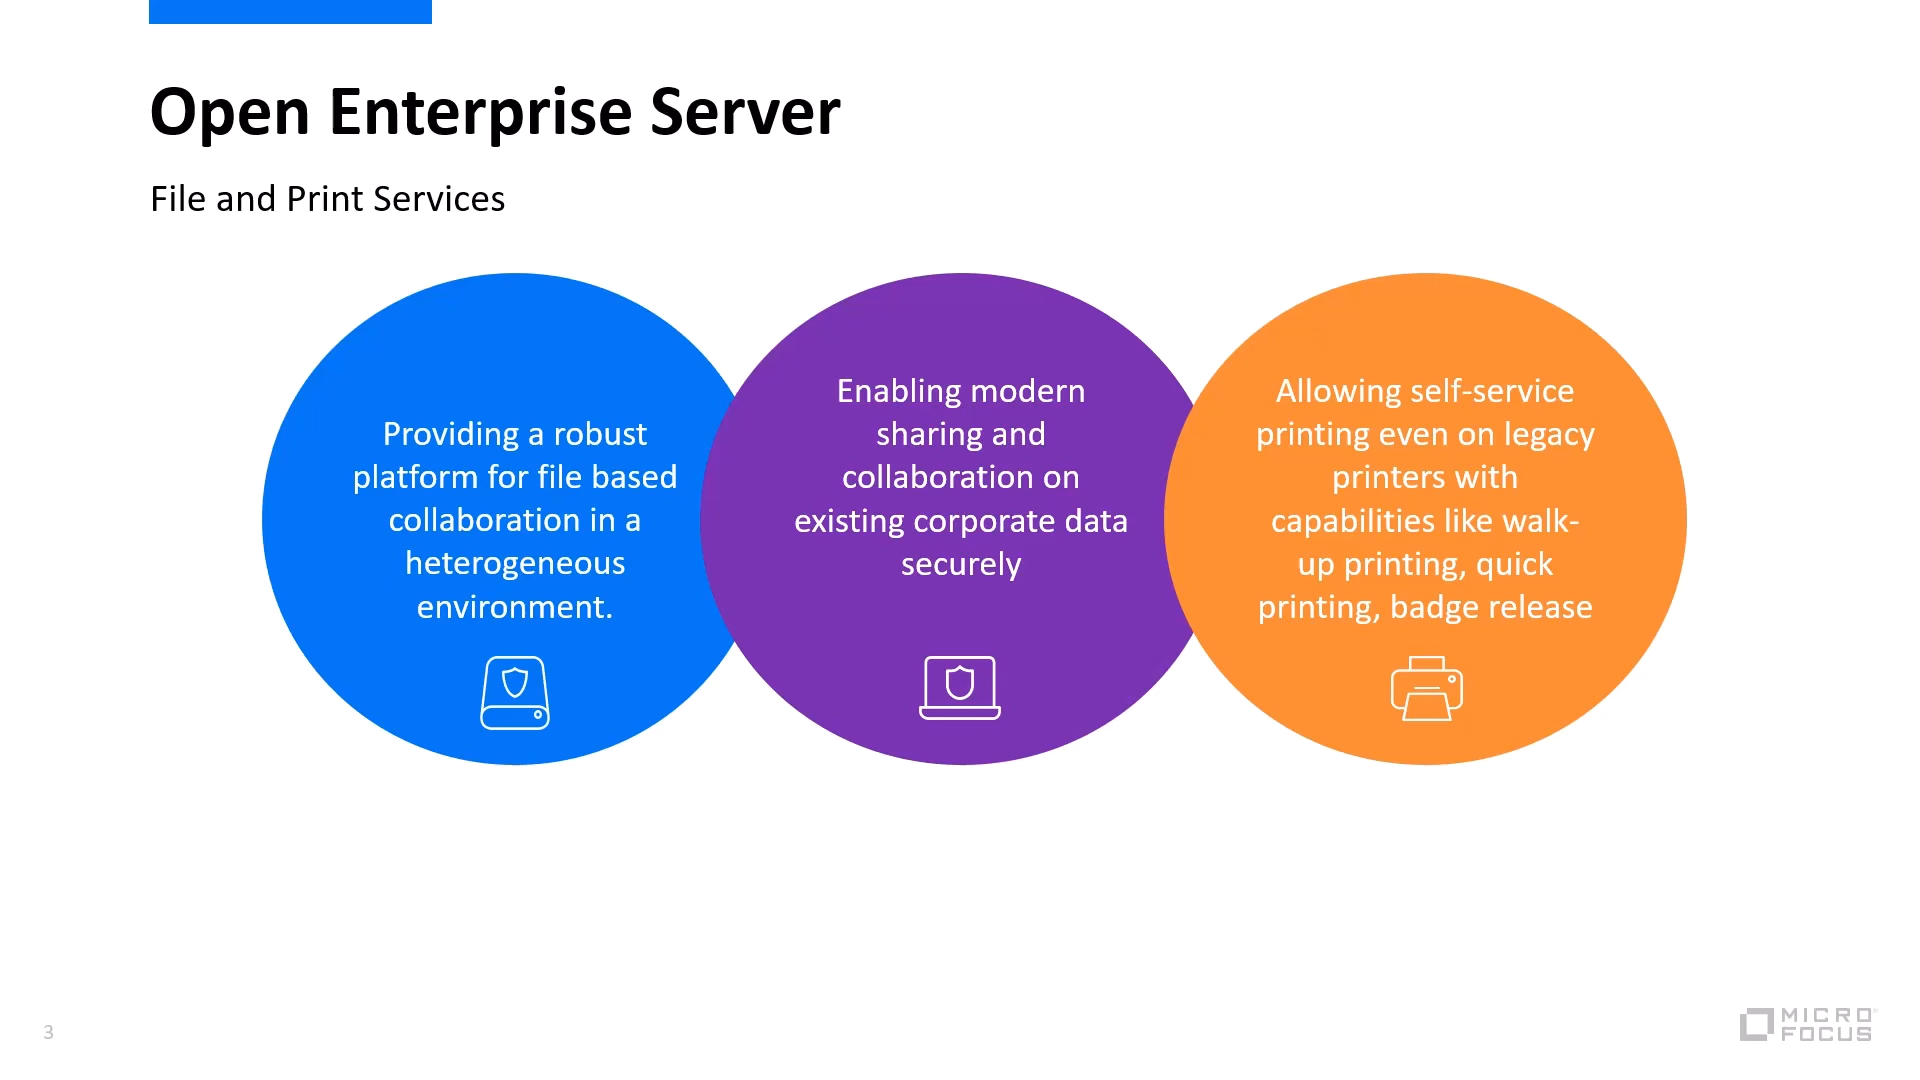 Open Enterprise Server
File and Print Services
Providing a robust
platform for file based
collaboration in a
heterogeneous
environment.
Enabling modern
sharing and
collaboration on
existing corporate data
securely
Allowing self-service
printing even on legacy
printers with
capabilities like walk-
up printing, quick
printing, badge release
3
MICRO
FOCUS